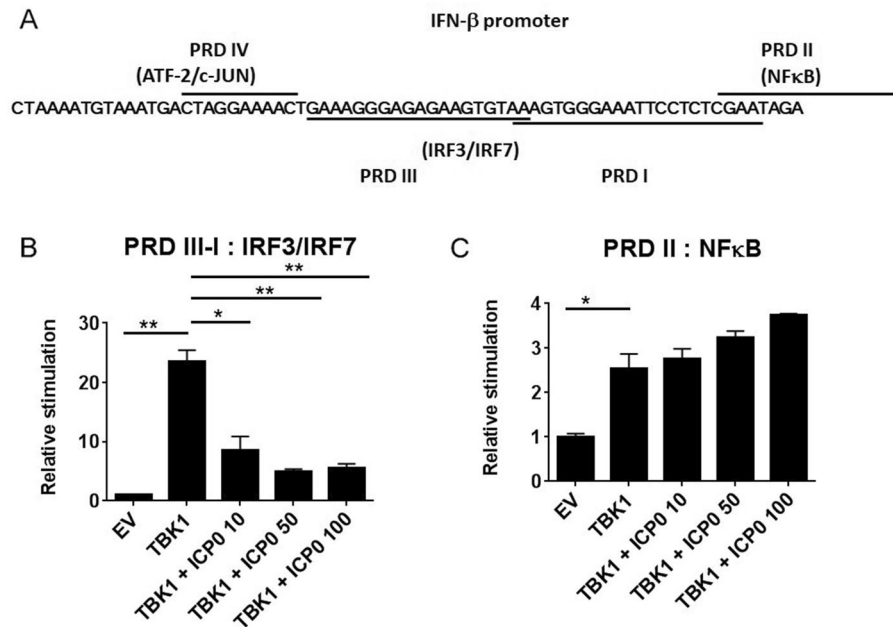 A
IFN-β promoter
PRD IV
(ATF-2/c-JUN)
PRD II
(NFκB)
CTAAAATGTAAATGACTAGGAAAACTGAAAGGGAGAGAAGTGTAAAGTGGGAAATTCCTCTCGAATAGA
(IRF3/IRF7)
PRD III
PRD I
B
PRD III-I : IRF3/IRF7
**
**
**
*
Relative stimulation
30
20
10
0
EV
TBK1
TBK1 + ICP0 10
TBK1 + ICP0 50
TBK1 + ICP0 100
C
PRD II : NFκB
*
Relative stimulation
4
3
2
1
0
EV
TBK1
TBK1 + ICP0 10
TBK1 + ICP0 50
TBK1 + ICP0 100